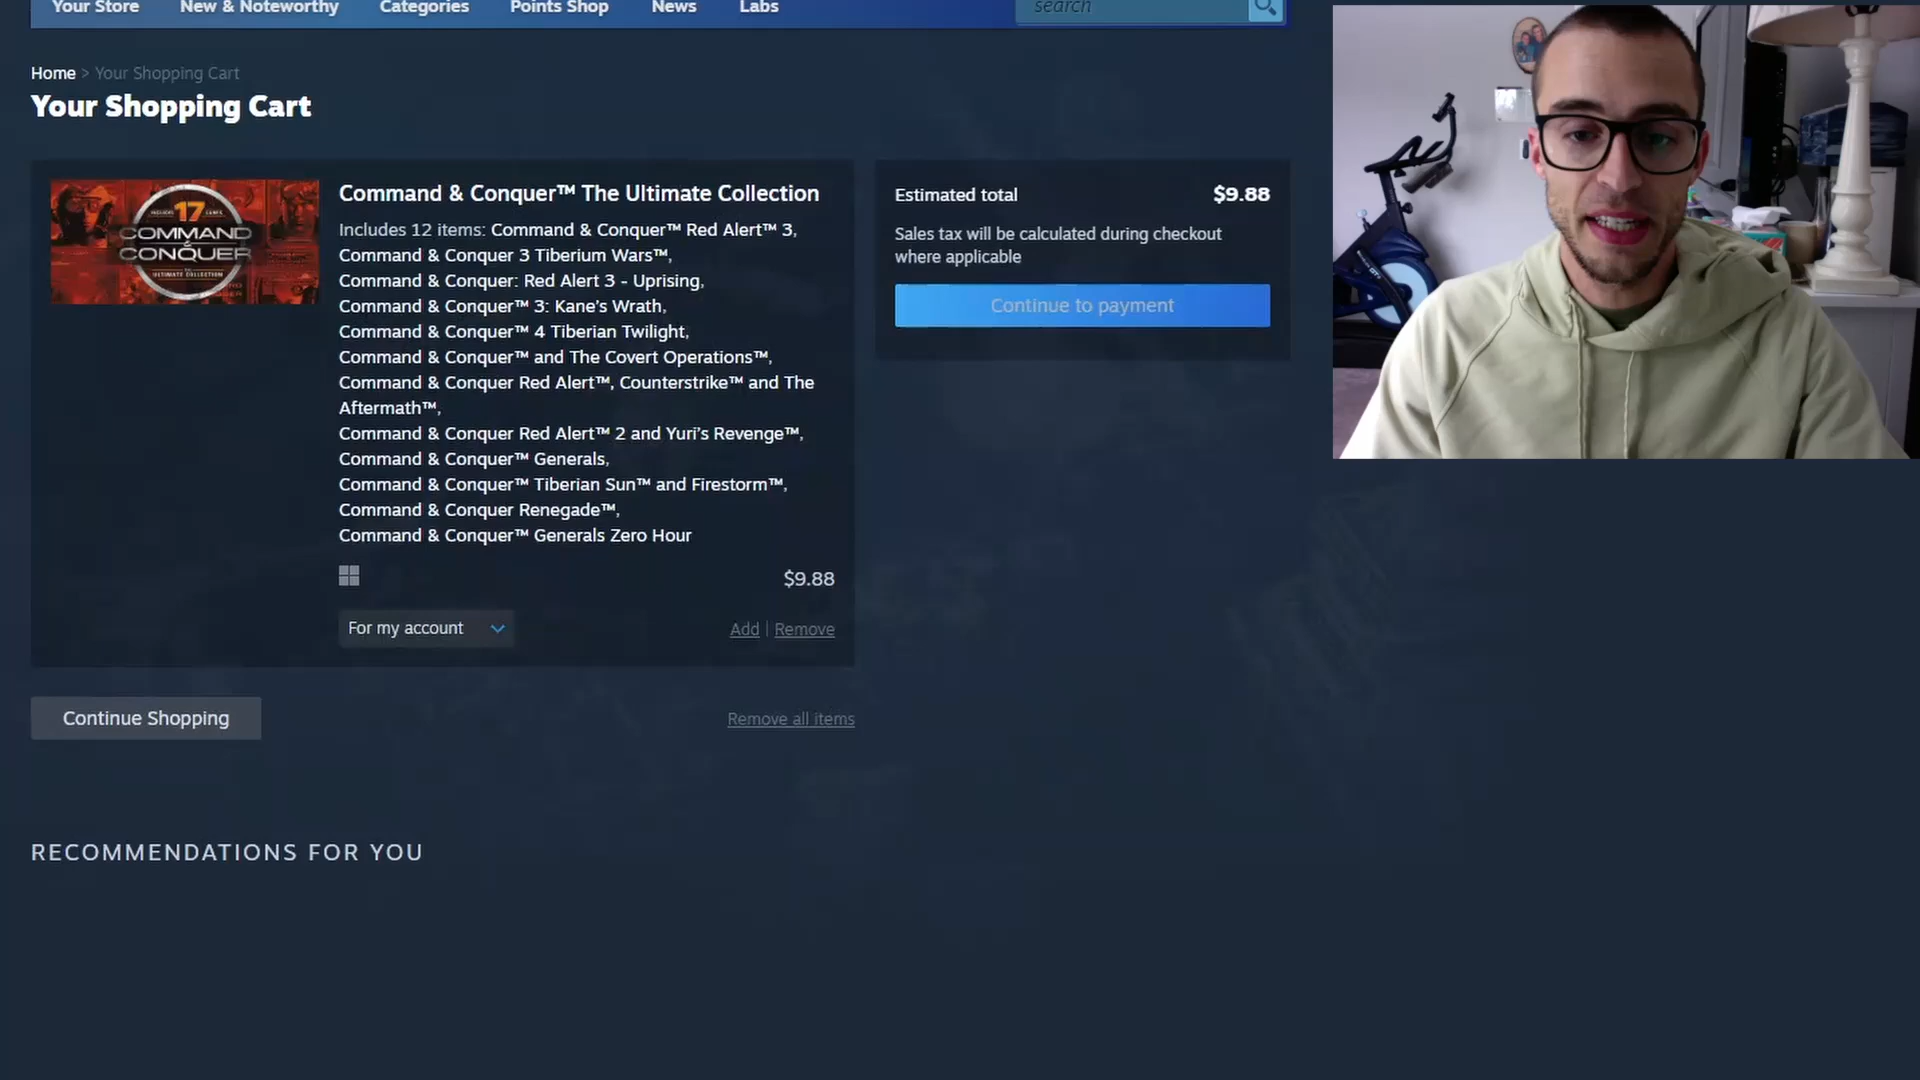 Your Store New & Noteworthy Categories Points Shop News Labs search
Home > Your Shopping Cart
Your Shopping Cart
17
COMMAND
& CONQUER
ULTIMATE COLLECTION
Command & Conquer™ The Ultimate Collection
Includes 12 items: Command & Conquer™ Red Alert™ 3,
Command & Conquer 3 Tiberium Wars™,
Command & Conquer: Red Alert 3 - Uprising,
Command & Conquer™ 3: Kane's Wrath,
Command & Conquer™ 4 Tiberian Twilight,
Command & Conquer™ and The Covert Operations™,
Command & Conquer Red Alert™, Counterstrike™ and The
Aftermath™,
Command & Conquer Red Alert™ 2 and Yuri's Revenge™,
Command & Conquer™ Generals,
Command & Conquer™ Tiberian Sun™ and Firestorm™,
Command & Conquer Renegade™,
Command & Conquer™ Generals Zero Hour
$9.88
For my account
Add | Remove
Continue Shopping
Remove all items
Estimated total $9.88
Sales tax will be calculated during checkout
where applicable
Continue to payment
RECOMMENDATIONS FOR YOU